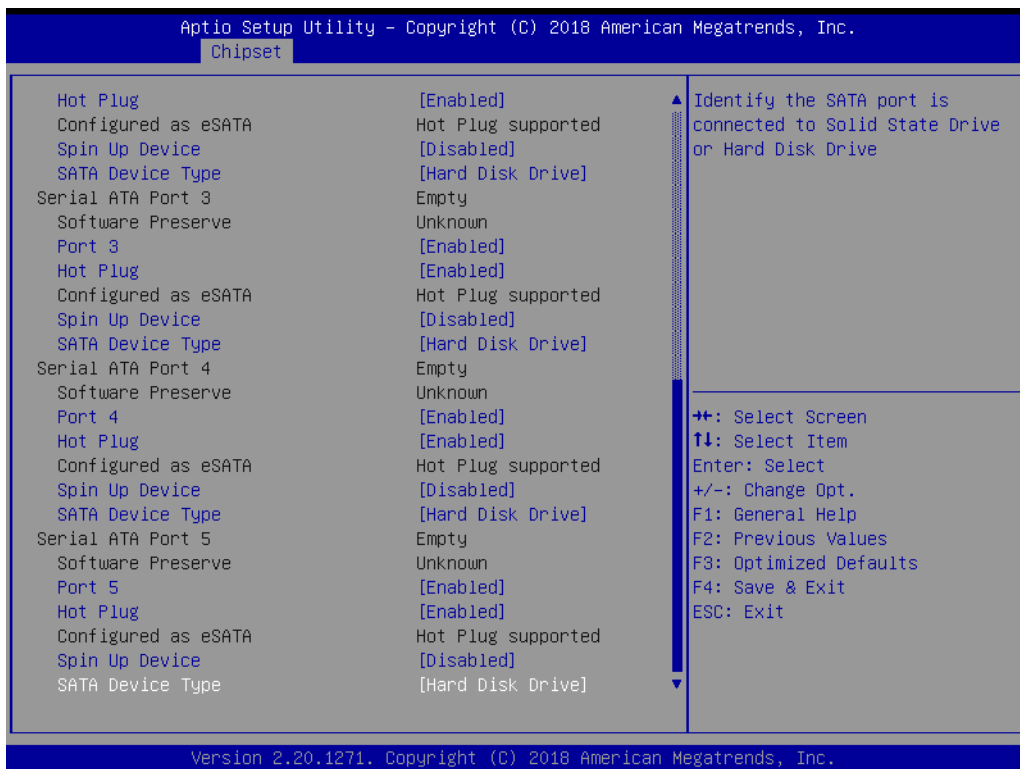 Aptio Setup Utility – Copyright (C) 2018 American Megatrends, Inc.
Chipset
Hot Plug [Enabled]
Configured as eSATA Hot Plug supported
Spin Up Device [Disabled]
SATA Device Type [Hard Disk Drive]
Serial ATA Port 3 Empty
Software Preserve Unknown
Port 3 [Enabled]
Hot Plug [Enabled]
Configured as eSATA Hot Plug supported
Spin Up Device [Disabled]
SATA Device Type [Hard Disk Drive]
Serial ATA Port 4 Empty
Software Preserve Unknown
Port 4 [Enabled]
Hot Plug [Enabled]
Configured as eSATA Hot Plug supported
Spin Up Device [Disabled]
SATA Device Type [Hard Disk Drive]
Serial ATA Port 5 Empty
Software Preserve Unknown
Port 5 [Enabled]
Hot Plug [Enabled]
Configured as eSATA Hot Plug supported
Spin Up Device [Disabled]
SATA Device Type [Hard Disk Drive]
Identify the SATA port is
connected to Solid State Drive
or Hard Disk Drive
→←: Select Screen
↑↓: Select Item
Enter: Select
+/-: Change Opt.
F1: General Help
F2: Previous Values
F3: Optimized Defaults
F4: Save & Exit
ESC: Exit
Version 2.20.1271. Copyright (C) 2018 American Megatrends, Inc.